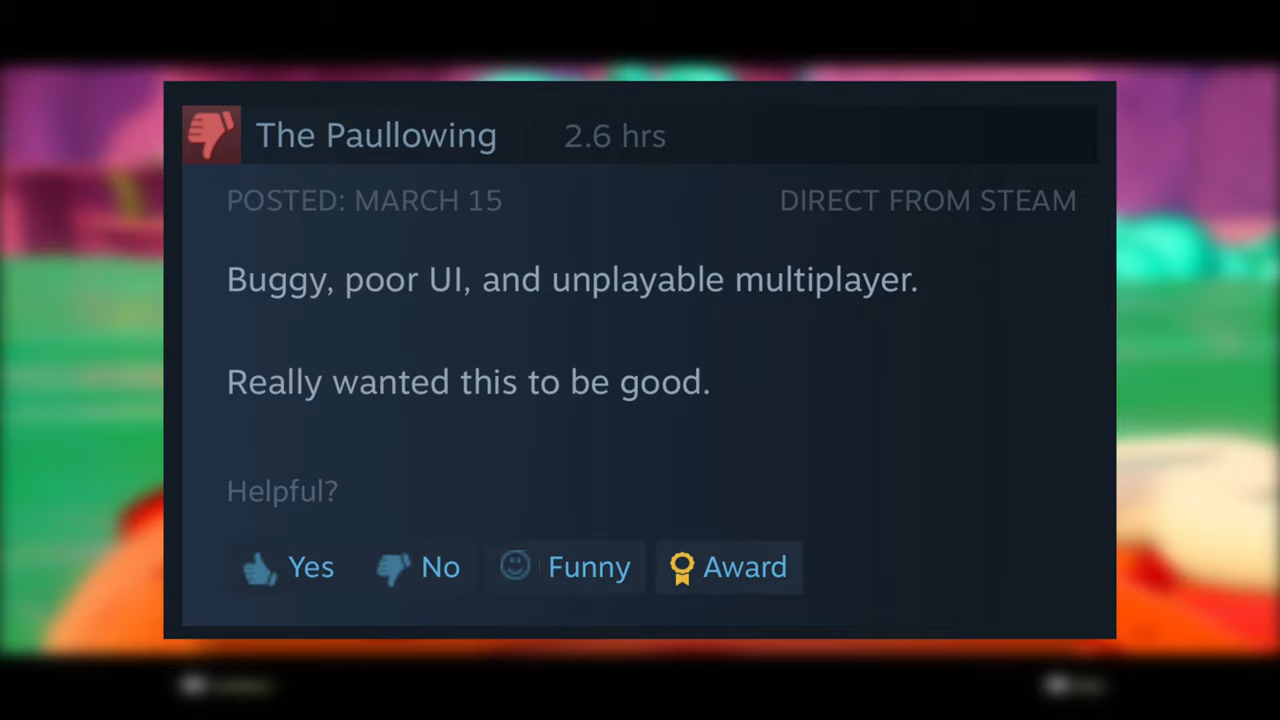 The Paullowing 2.6 hrs
POSTED: MARCH 15 DIRECT FROM STEAM
Buggy, poor UI, and unplayable multiplayer.
Really wanted this to be good.
Helpful?
Yes No Funny Award